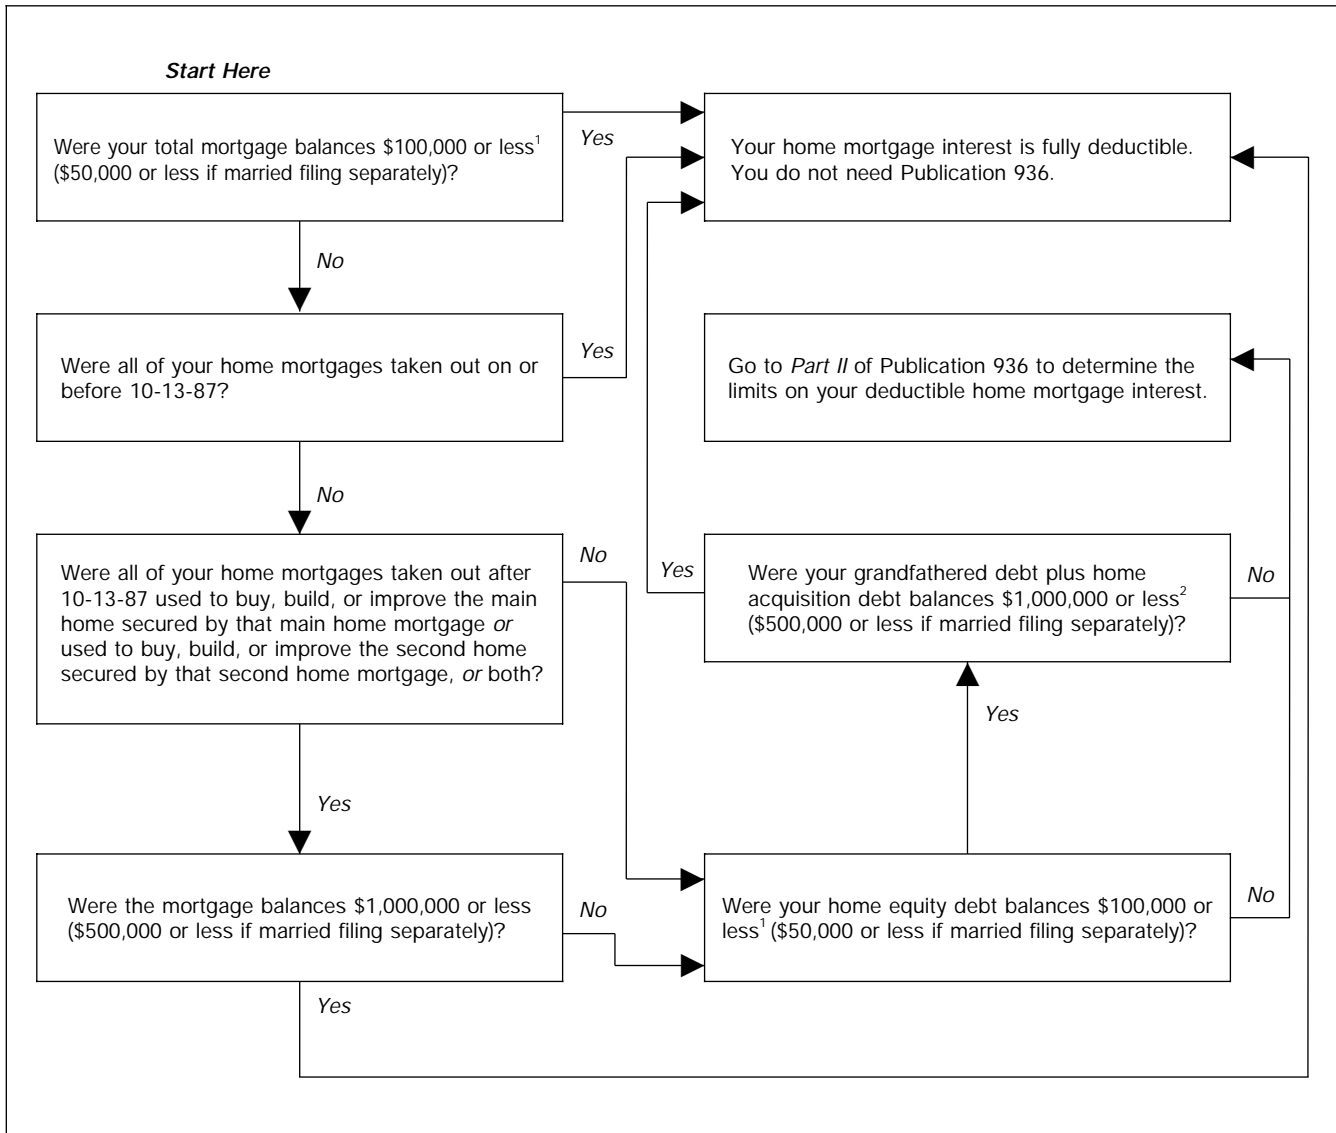 Start Here
Were your total mortgage balances $100,000 or less1
($50,000 or less if married filing separately)?
Yes
Your home mortgage interest is fully deductible.
You do not need Publication 936.
No
Were all of your home mortgages taken out on or
before 10-13-87?
Yes
Go to Part II of Publication 936 to determine the
limits on your deductible home mortgage interest.
No
Were all of your home mortgages taken out after
10-13-87 used to buy, build, or improve the main
home secured by that main home mortgage or
used to buy, build, or improve the second home
secured by that second home mortgage, or both?
No
Yes
Were your grandfathered debt plus home
acquisition debt balances $1,000,000 or less2
($500,000 or less if married filing separately)?
No
Yes
Yes
Were the mortgage balances $1,000,000 or less
($500,000 or less if married filing separately)?
No
Were your home equity debt balances $100,000 or
less1 ($50,000 or less if married filing separately)?
No
Yes